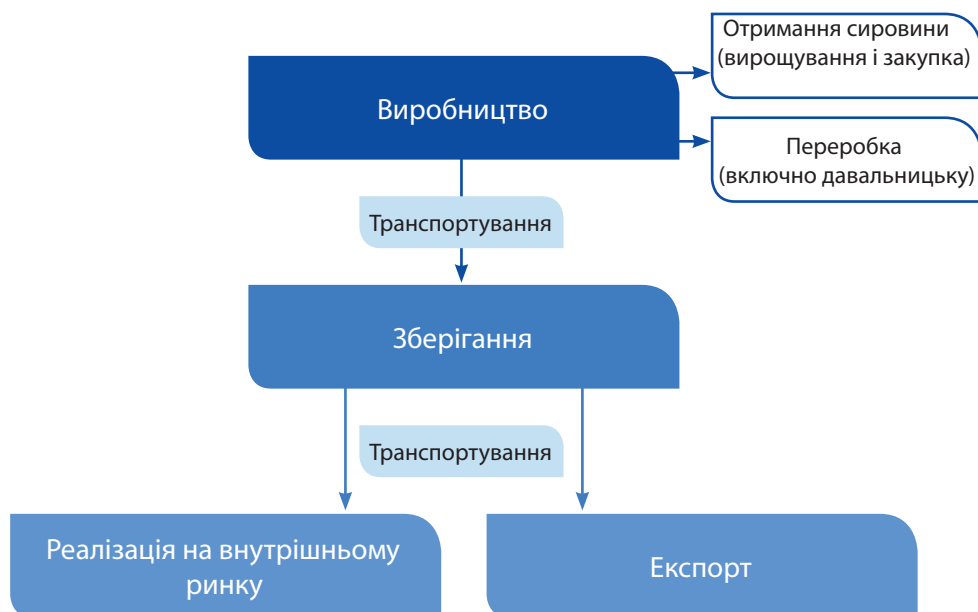 Отримання сировини
(вирощування і закупка)
Виробництво
Переробка
(включно давальницьку)
Транспортування
Зберігання
Транспортування
Реалізація на внутрішньому
ринку
Експорт